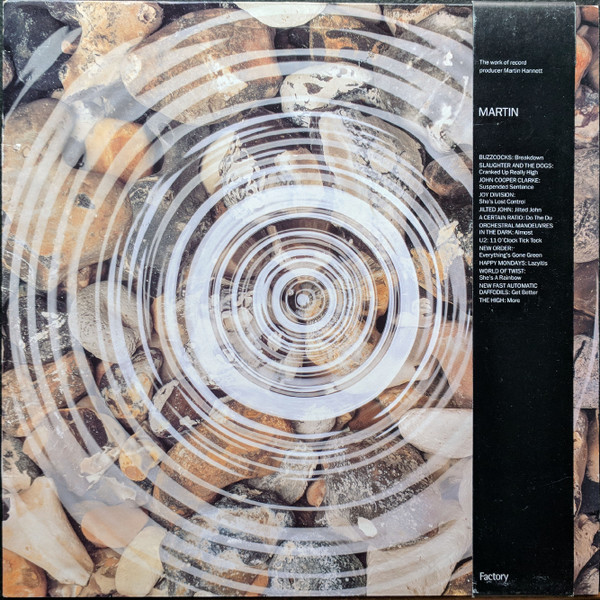 The work of record
producer Martin Hannett
MARTIN
BUZZCOCKS: Breakdown
SLAUGHTER AND THE DOGS:
Cranked Up Really High
JOHN COOPER CLARKE:
Suspended Sentence
JOY DIVISION:
She's Lost Control
JILTED JOHN: Jilted John
A CERTAIN RATIO: Do The Du
ORCHESTRAL MANOEUVRES
IN THE DARK: Almost
U2: 11 O'Clock Tick Tock
NEW ORDER:
Everything's Gone Green
HAPPY MONDAYS: Lazyitis
WORLD OF TWIST:
She's A Rainbow
NEW FAST AUTOMATIC
DAFFODILS: Get Better
THE HIGH: More
Factory